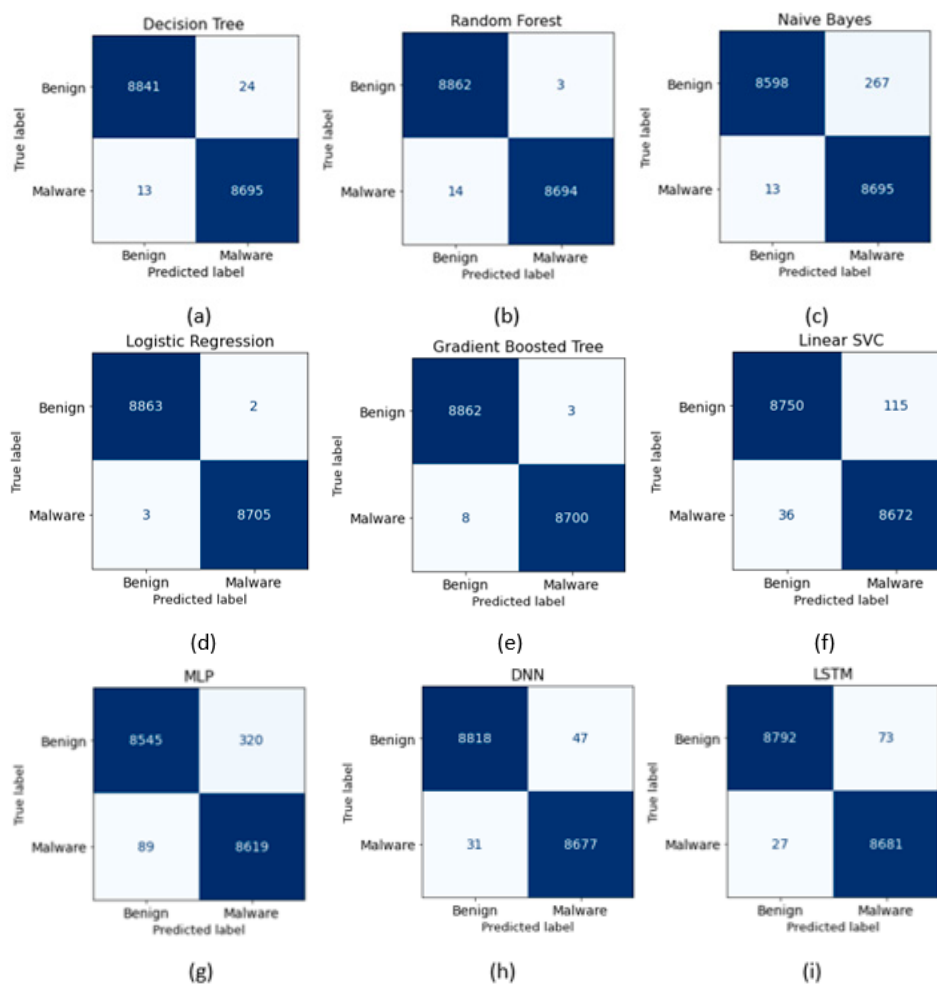 Decision Tree
Random Forest
Naive Bayes
True label
Benign
8841
24
Malware
13
8695
Benign
Malware
Predicted label
True label
Benign
8862
3
Malware
14
8694
Benign
Malware
Predicted label
True label
Benign
8598
267
Malware
13
8695
Benign
Malware
Predicted label
(a)
(b)
(c)
Logistic Regression
Gradient Boosted Tree
Linear SVC
True label
Benign
8863
2
Malware
3
8705
Benign
Malware
Predicted label
True label
Benign
8862
3
Malware
8
8700
Benign
Malware
Predicted label
True label
Benign
8750
115
Malware
36
8672
Benign
Malware
Predicted label
(d)
(e)
(f)
MLP
DNN
LSTM
True label
Benign
8545
320
Malware
89
8619
Benign
Malware
Predicted label
True label
Benign
8818
47
Malware
31
8677
Benign
Malware
Predicted label
True label
Benign
8792
73
Malware
27
8681
Benign
Malware
Predicted label
(g)
(h)
(i)